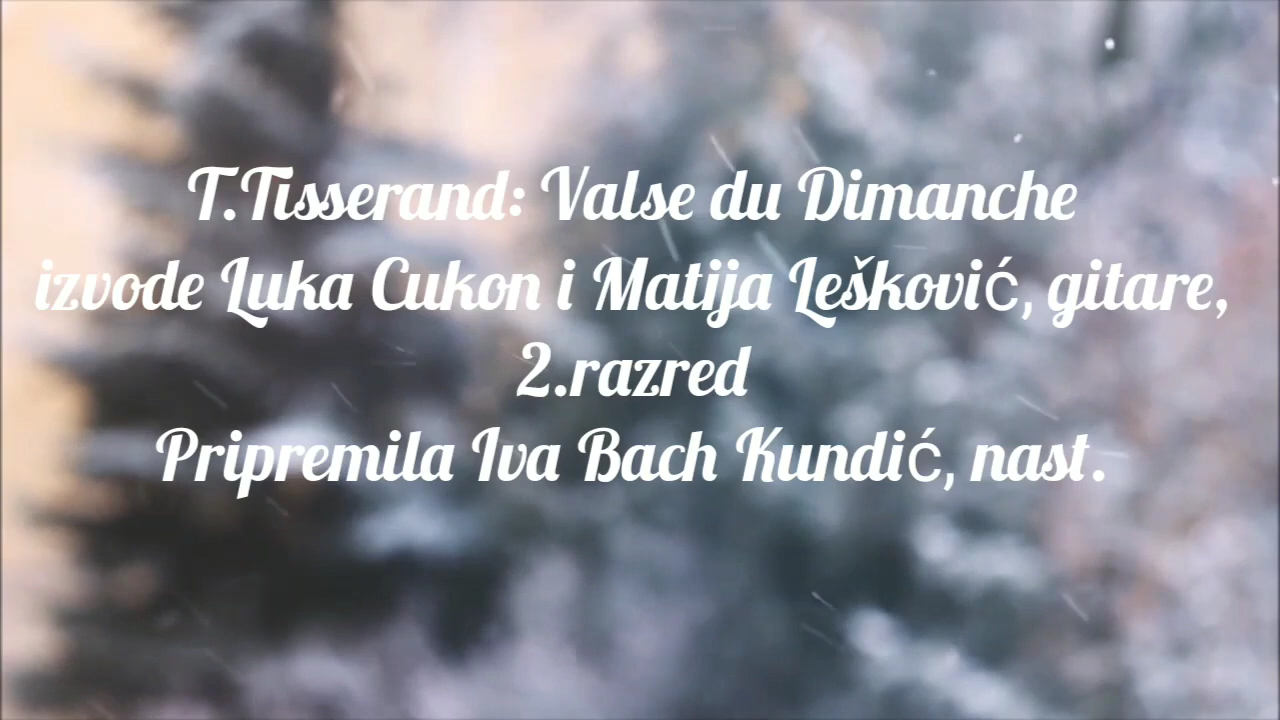 T.Tisserand: Valse du Dimanche
izvode Luka Cukon i Matija Lešković, gitare,
2.razred
Pripremila Iva Bach Kundić, nast.